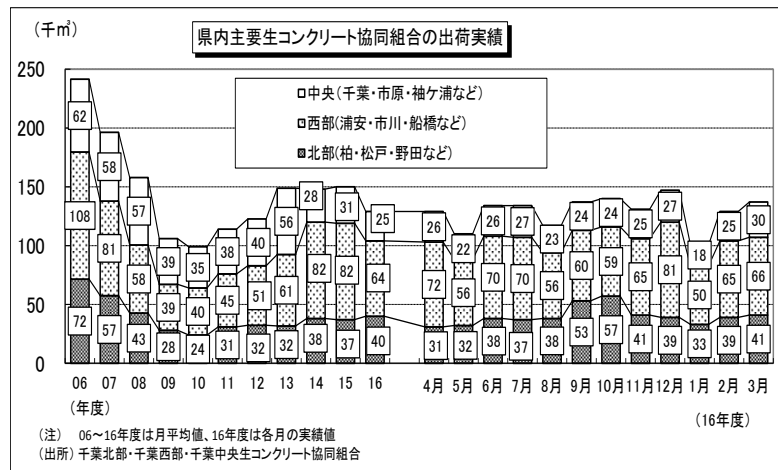 (千㎥)
県内主要生コンクリート協同組合の出荷実績
250
200
150
100
50
0
中央(千葉・市原・袖ケ浦など)
西部(浦安・市川・船橋など)
北部(柏・松戸・野田など)
62 58 57 39 35 38 40 56 28 31 25 26 22 26 27 23 24 24 25 27 18 25 30
108 81 58 39 40 45 51 61 82 82 64 72 56 70 70 56 60 59 65 81 50 65 66
72 57 43 28 24 31 32 32 38 37 40 31 32 38 37 38 53 57 41 39 33 39 41
06 07 08 09 10 11 12 13 14 15 16 4月 5月 6月 7月 8月 9月 10月 11月 12月 1月 2月 3月
(年度) (16年度)
(注) 06~16年度は月平均値、16年度は各月の実績値
(出所) 千葉北部・千葉西部・千葉中央生コンクリート協同組合